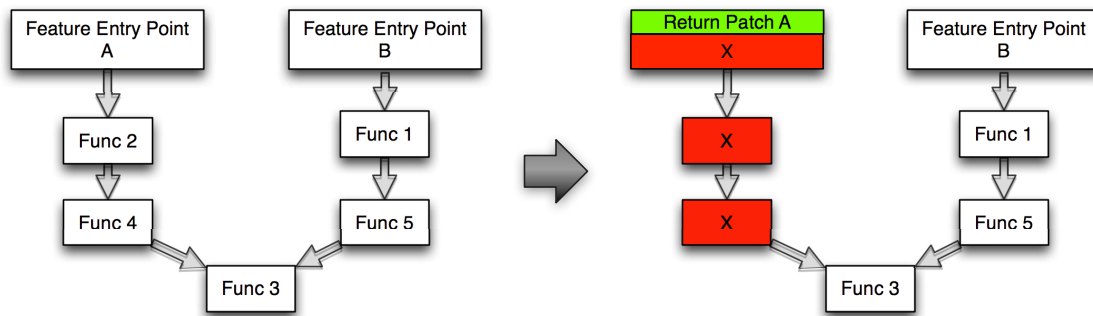 Feature Entry Point
A
Feature Entry Point
B
Func 2
Func 1
Func 4
Func 5
Func 3
Return Patch A
X
Feature Entry Point
B
X
Func 1
X
Func 5
Func 3